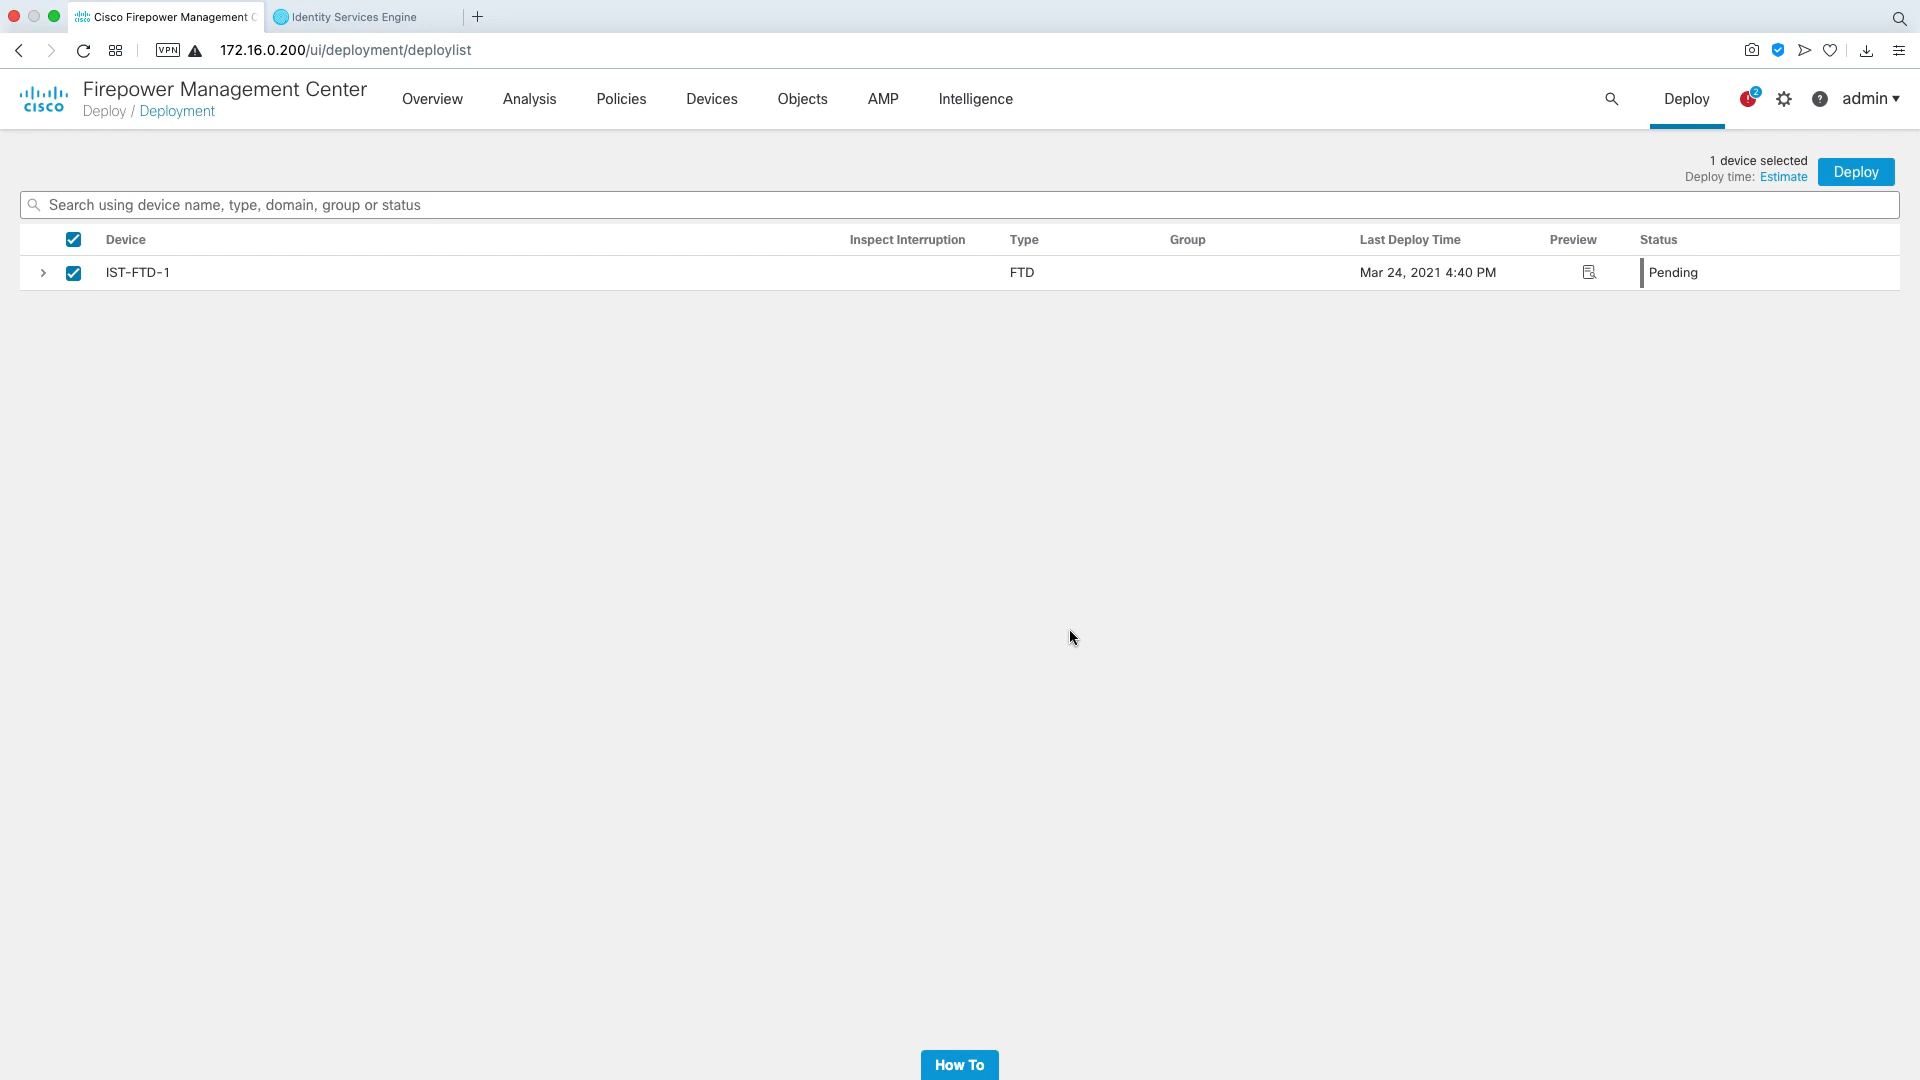 Cisco Firepower Management C
Identity Services Engine
VPN
172.16.0.200/ui/deployment/deploylist
CISCO
Firepower Management Center
Deploy / Deployment
Overview
Analysis
Policies
Devices
Objects
AMP
Intelligence
Deploy
2
admin
1 device selected
Deploy time: Estimate
Deploy
Search using device name, type, domain, group or status
Device
Inspect Interruption
Type
Group
Last Deploy Time
Preview
Status
IST-FTD-1
FTD
Mar 24, 2021 4:40 PM
Pending
How To